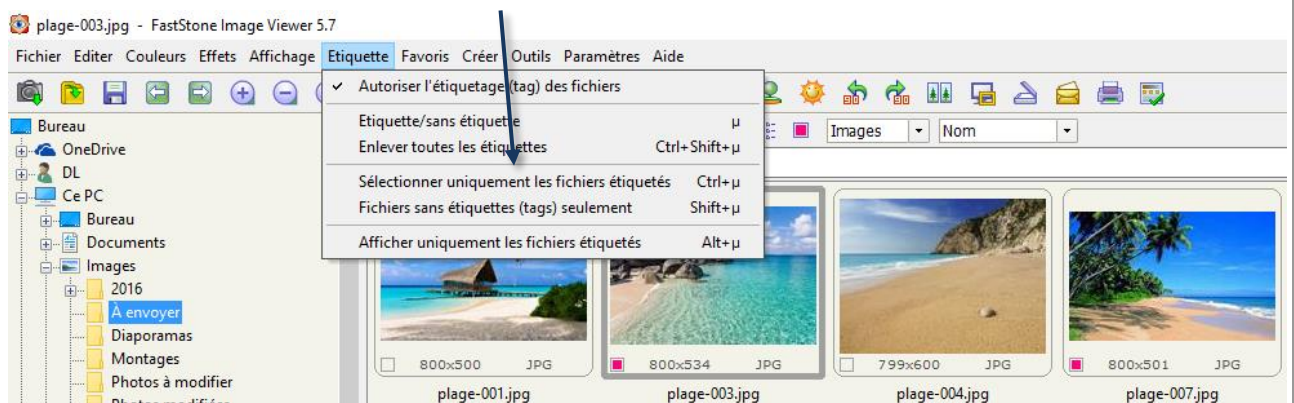 plage-003.jpg - FastStone Image Viewer 5.7
Fichier Editer Couleurs Effets Affichage Etiquette Favoris Créer Outils Paramètres Aide
Autoriser l'étiquetage (tag) des fichiers
Etiquette/sans étiquette µ
Enlever toutes les étiquettes Ctrl+Shift+µ
Sélectionner uniquement les fichiers étiquetés Ctrl+µ
Fichiers sans étiquettes (tags) seulement Shift+µ
Afficher uniquement les fichiers étiquetés Alt+µ
Images Nom
Bureau
OneDrive
DL
Ce PC
Bureau
Documents
Images
2016
À envoyer
Diaporamas
Montages
Photos à modifier
Photos modifiées
800x500 JPG 800x534 JPG 799x600 JPG 800x501 JPG
plage-001.jpg plage-003.jpg plage-004.jpg plage-007.jpg